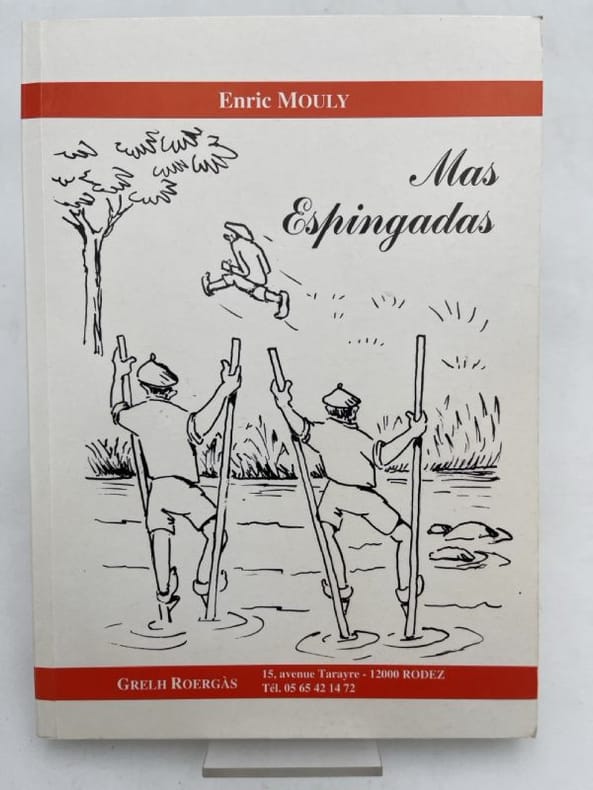 Enric MOULY
Mas
Espingadas
GRELH ROERGÀS
15, avenue Tarayre - 12000 RODEZ
Tél. 05 65 42 14 72